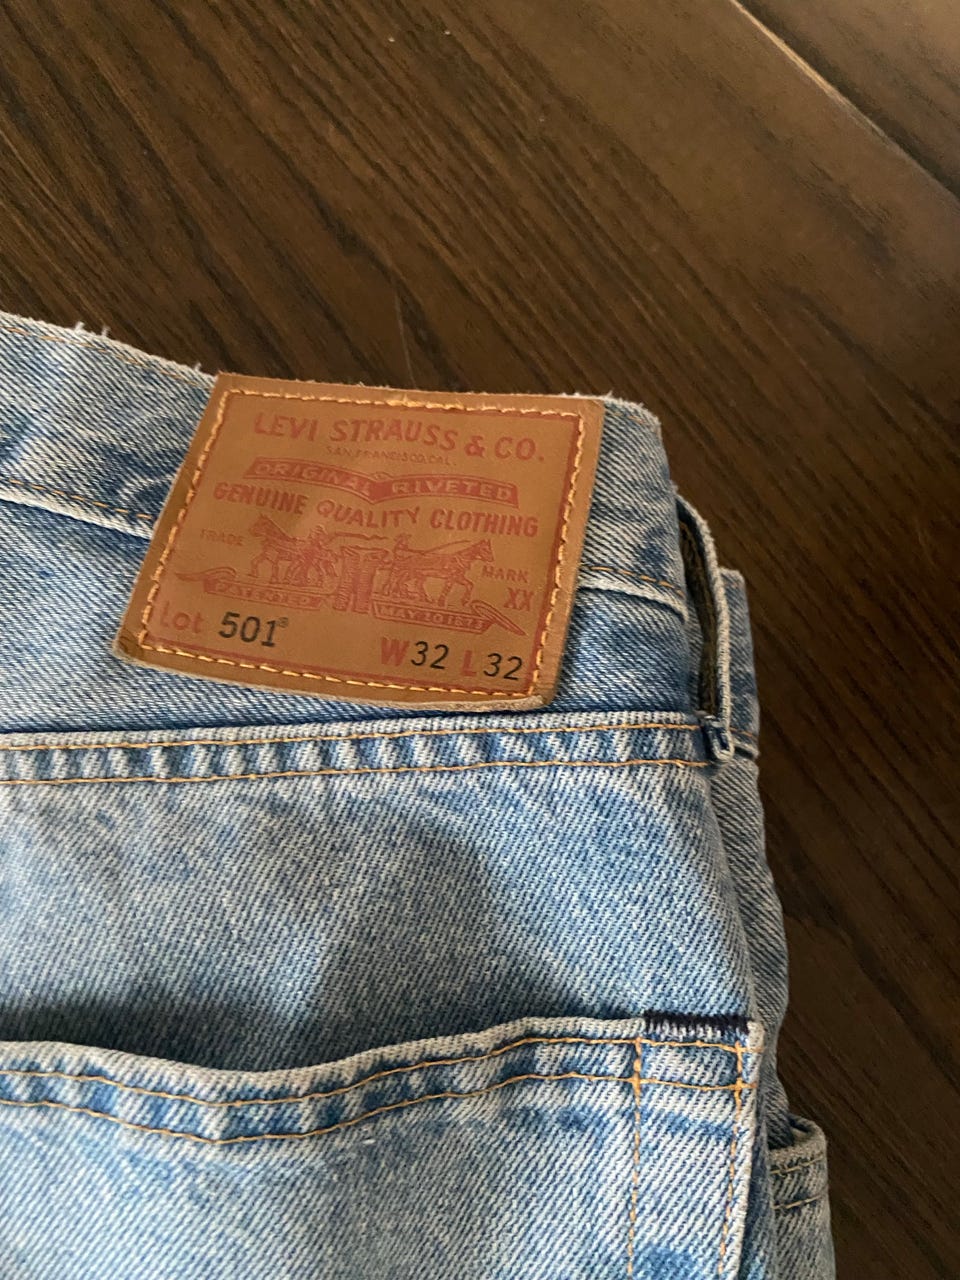 LEVI STRAUSS & CO.
SAN FRANCISCO, CAL.
ORIGINAL RIVETED
GENUINE QUALITY CLOTHING
TRADE MARK
XX
PATENTED MAY 20 1873
Lot 501® W32 L32